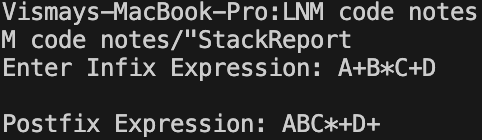 Vismays-MacBook-Pro:LNM code notes
M code notes/"StackReport
Enter Infix Expression: A+B*C+D
Postfix Expression: ABC*+D+